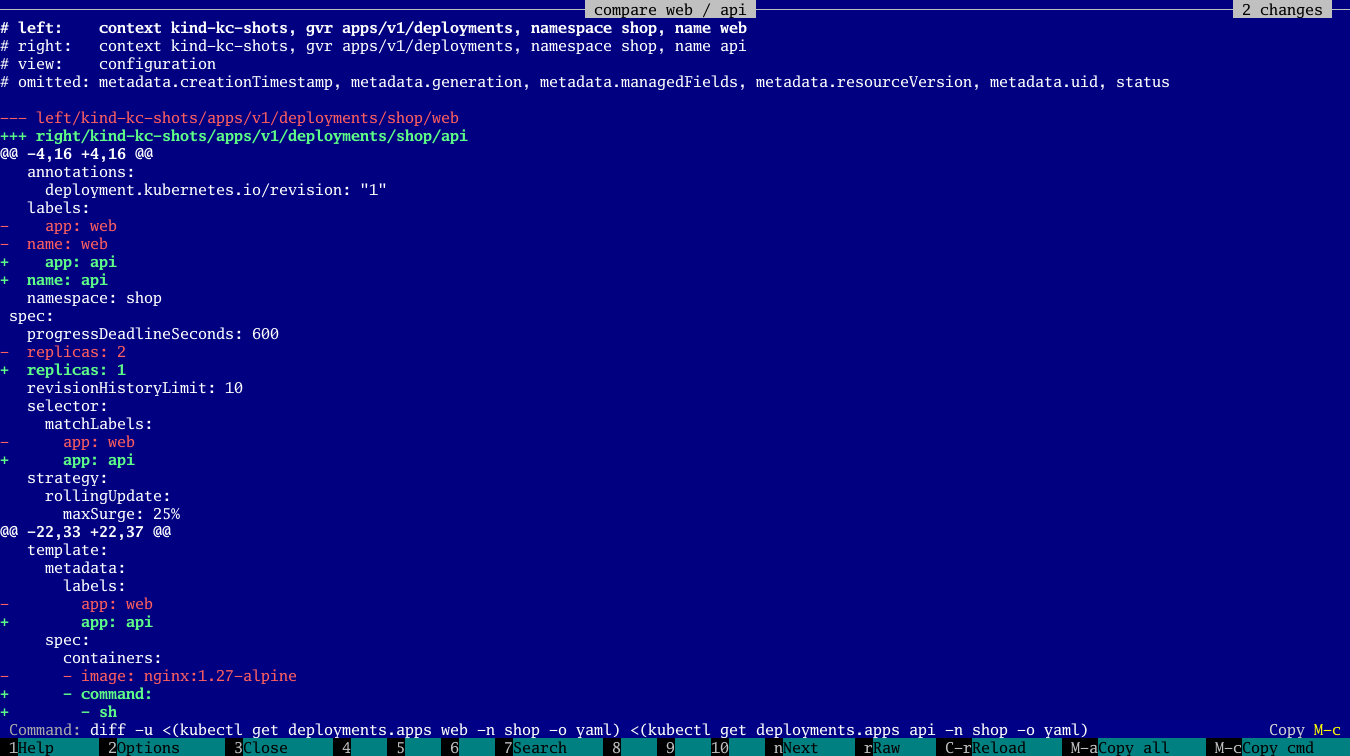 compare web / api
2 changes
# left:    context kind-kc-shots, gvr apps/v1/deployments, namespace shop, name web
# right:   context kind-kc-shots, gvr apps/v1/deployments, namespace shop, name api
# view:    configuration
# omitted: metadata.creationTimestamp, metadata.generation, metadata.managedFields, metadata.resourceVersion, metadata.uid, status
--- left/kind-kc-shots/apps/v1/deployments/shop/web
+++ right/kind-kc-shots/apps/v1/deployments/shop/api
@@ -4,16 +4,16 @@
   annotations:
     deployment.kubernetes.io/revision: "1"
   labels:
-    app: web
-  name: web
+    app: api
+  name: api
   namespace: shop
 spec:
   progressDeadlineSeconds: 600
-  replicas: 2
+  replicas: 1
   revisionHistoryLimit: 10
   selector:
     matchLabels:
-      app: web
+      app: api
   strategy:
     rollingUpdate:
       maxSurge: 25%
@@ -22,33 +22,37 @@
   template:
     metadata:
       labels:
-        app: web
+        app: api
     spec:
       containers:
-      - image: nginx:1.27-alpine
+      - command:
+        - sh
Command: diff -u <(kubectl get deployments.apps web -n shop -o yaml) <(kubectl get deployments.apps api -n shop -o yaml) Copy M-c
1Help 2Options 3Close 4 5 6 7Search 8 9 10 nNext rRaw C-rReload M-aCopy all M-cCopy cmd